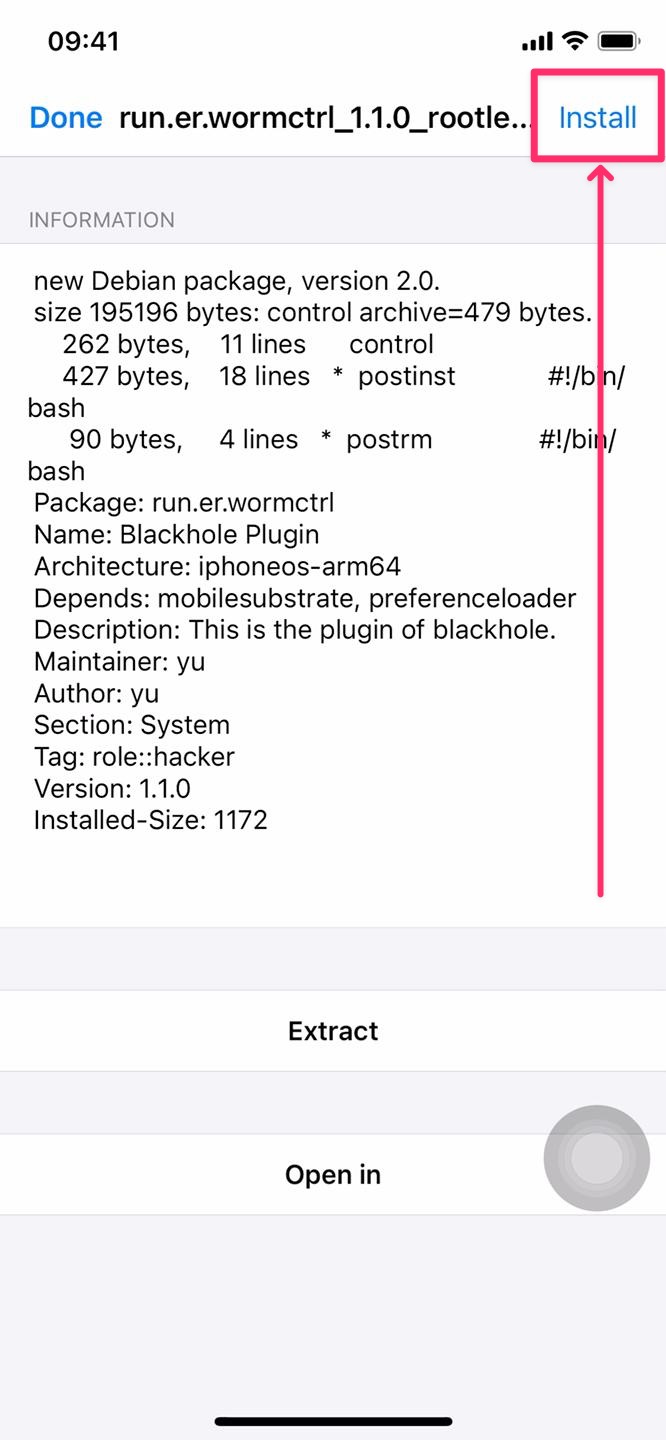 09:41
Done run.er.wormctrl_1.1.0_rootle... Install
INFORMATION
new Debian package, version 2.0.
size 195196 bytes: control archive=479 bytes.
262 bytes, 11 lines control
427 bytes, 18 lines * postinst #!/bin/
bash
90 bytes, 4 lines * postrm #!/bin/
bash
Package: run.er.wormctrl
Name: Blackhole Plugin
Architecture: iphoneos-arm64
Depends: mobilesubstrate, preferenceloader
Description: This is the plugin of blackhole.
Maintainer: yu
Author: yu
Section: System
Tag: role::hacker
Version: 1.1.0
Installed-Size: 1172
Extract
Open in